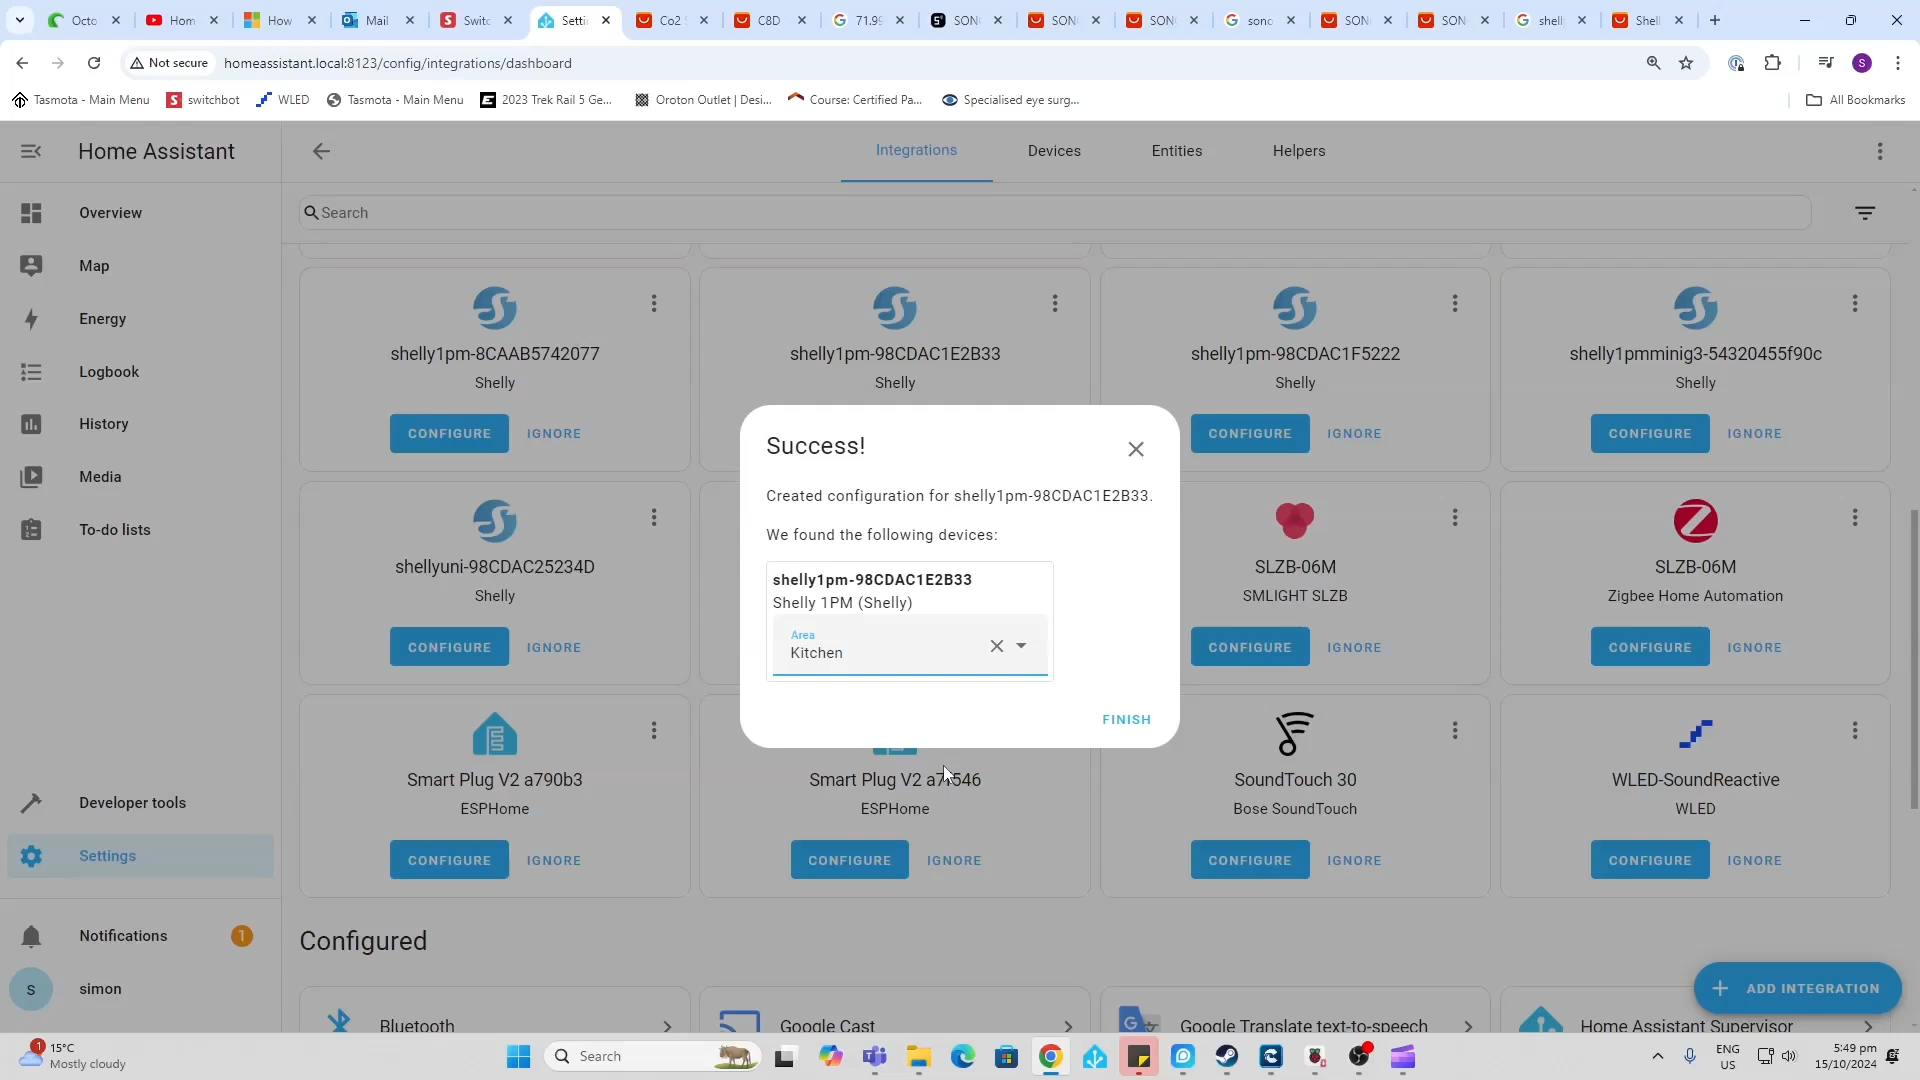 Octo
Hom
How
Mail
Switc
Setti
Co2
C8D
71.99
SON
SON
SON
sono
SON
SON
shell
Shell
Not secure
homeassistant.local:8123/config/integrations/dashboard
S
Tasmota - Main Menu
switchbot
WLED
Tasmota - Main Menu
2023 Trek Rail 5 Ge...
Oroton Outlet | Desi...
Course: Certified Pa...
Specialised eye surg...
All Bookmarks
Home Assistant
Integrations
Devices
Entities
Helpers
Overview
Map
Energy
Logbook
History
Media
To-do lists
Developer tools
Settings
Notifications
1
s
simon
Search
shelly1pm-8CAAB5742077
Shelly
CONFIGURE
IGNORE
shelly1pm-98CDAC1E2B33
Shelly
shelly1pm-98CDAC1F5222
Shelly
CONFIGURE
IGNORE
shelly1pmminig3-54320455f90c
Shelly
CONFIGURE
IGNORE
Success!
Created configuration for shelly1pm-98CDAC1E2B33.
We found the following devices:
shelly1pm-98CDAC1E2B33
Shelly 1PM (Shelly)
Area
Kitchen
FINISH
shellyuni-98CDAC25234D
Shelly
CONFIGURE
IGNORE
SLZB-06M
SMLIGHT SLZB
CONFIGURE
IGNORE
SLZB-06M
Zigbee Home Automation
CONFIGURE
IGNORE
Smart Plug V2 a790b3
ESPHome
CONFIGURE
IGNORE
Smart Plug V2
ESPHome
CONFIGURE
IGNORE
SoundTouch 30
Bose SoundTouch
CONFIGURE
IGNORE
WLED-SoundReactive
WLED
CONFIGURE
IGNORE
Configured
ADD INTEGRATION
Bluetooth
Google Cast
Google Translate text-to-speech
Home Assistant Supervisor
1
15°C
Mostly cloudy
Search
ENG
US
5:49 pm
15/10/2024